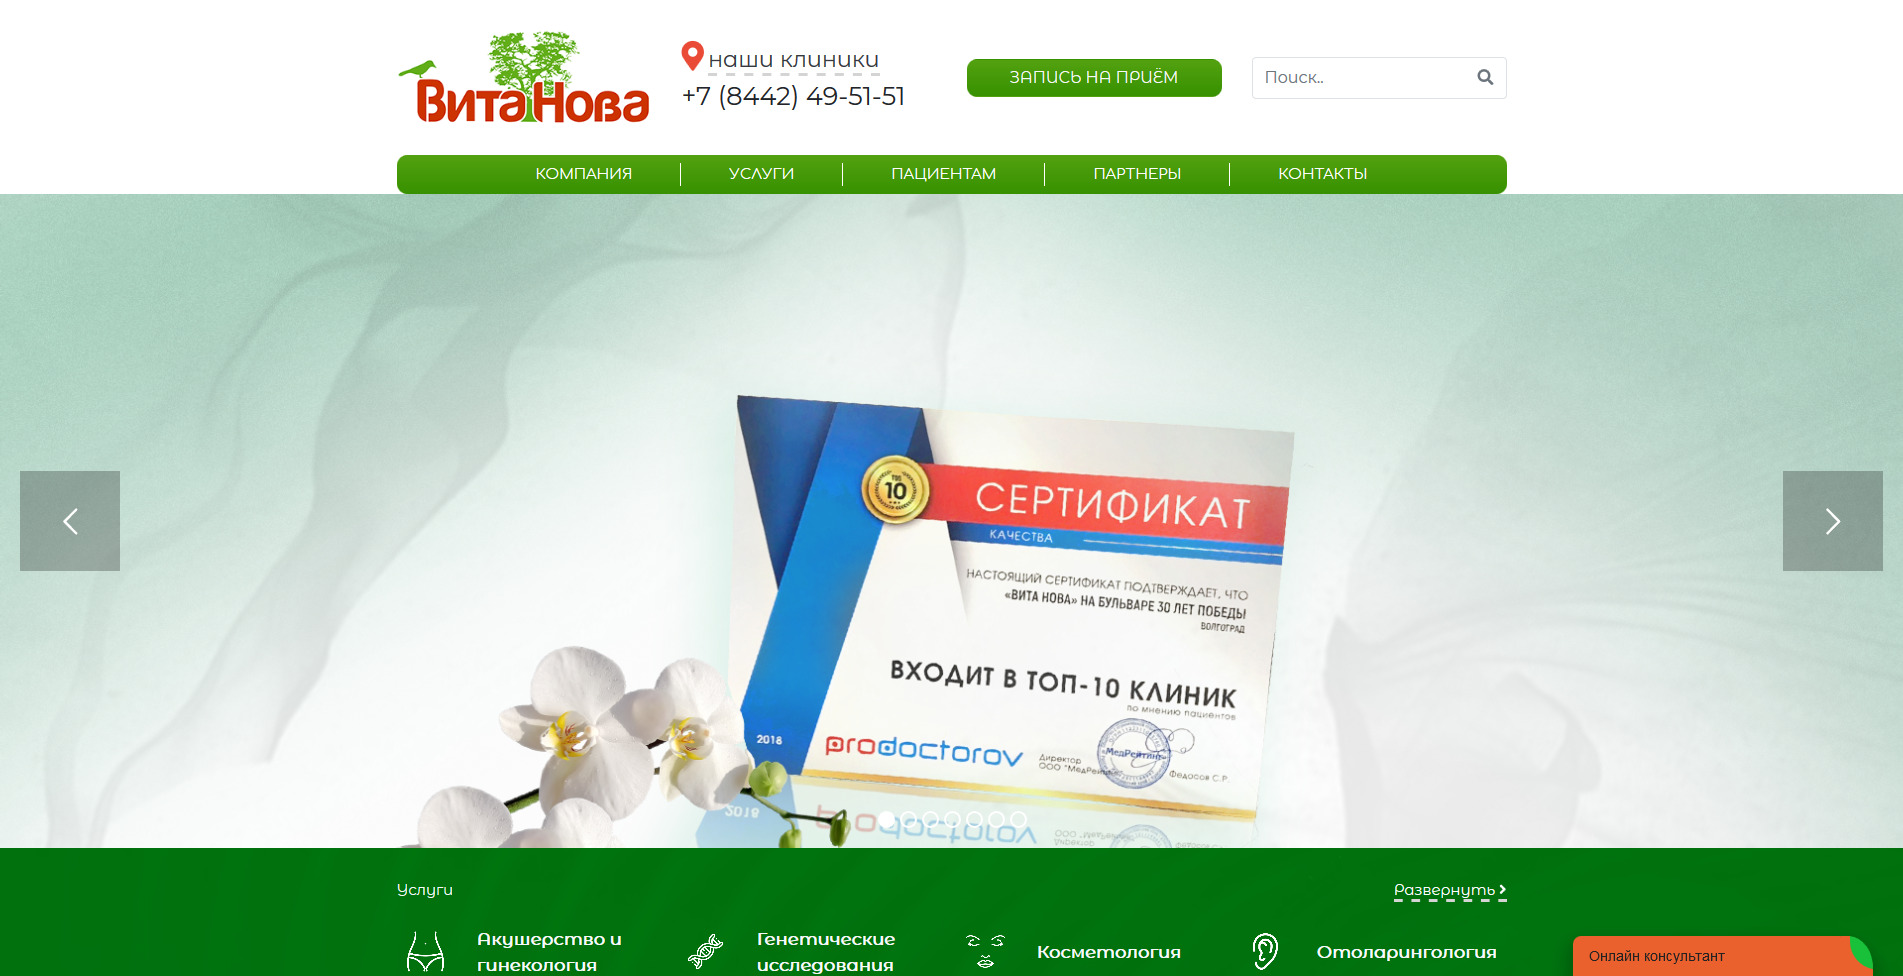 ВитаНова
наши клиники
+7 (8442) 49-51-51
ЗАПИСЬ НА ПРИЁМ
Поиск..
КОМПАНИЯ
УСЛУГИ
ПАЦИЕНТАМ
ПАРТНЕРЫ
КОНТАКТЫ
ТОП
10
СЕРТИФИКАТ
КАЧЕСТВА
НАСТОЯЩИЙ СЕРТИФИКАТ ПОДТВЕРЖДАЕТ, ЧТО
«ВИТА НОВА» НА БУЛЬВАРЕ 30 ЛЕТ ПОБЕДЫ
ВОЛГОГРАД
ВХОДИТ В ТОП-10 КЛИНИК
по мнению пациентов
2018
prodoctorov
Директор
ООО "МедРейтинг"
МедРейтинг
Федосов С.Р.
Услуги
Развернуть
Акушерство и
гинекология
Генетические
исследования
Косметология
Отоларингология
Онлайн консультант